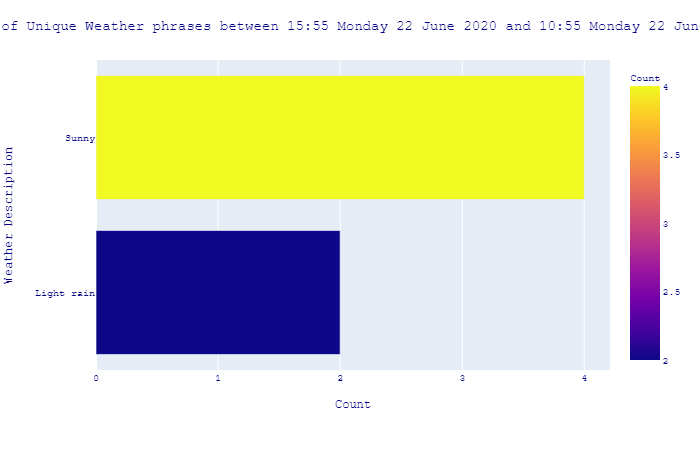 of Unique Weather phrases between 15:55 Monday 22 June 2020 and 10:55 Monday 22 Jun
Count
4
3.5
3
2.5
2
Weather Description
Sunny
Light rain
0 1 2 3 4
Count